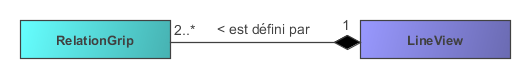 RelationGrip
2..*
< est défini par
1
LineView